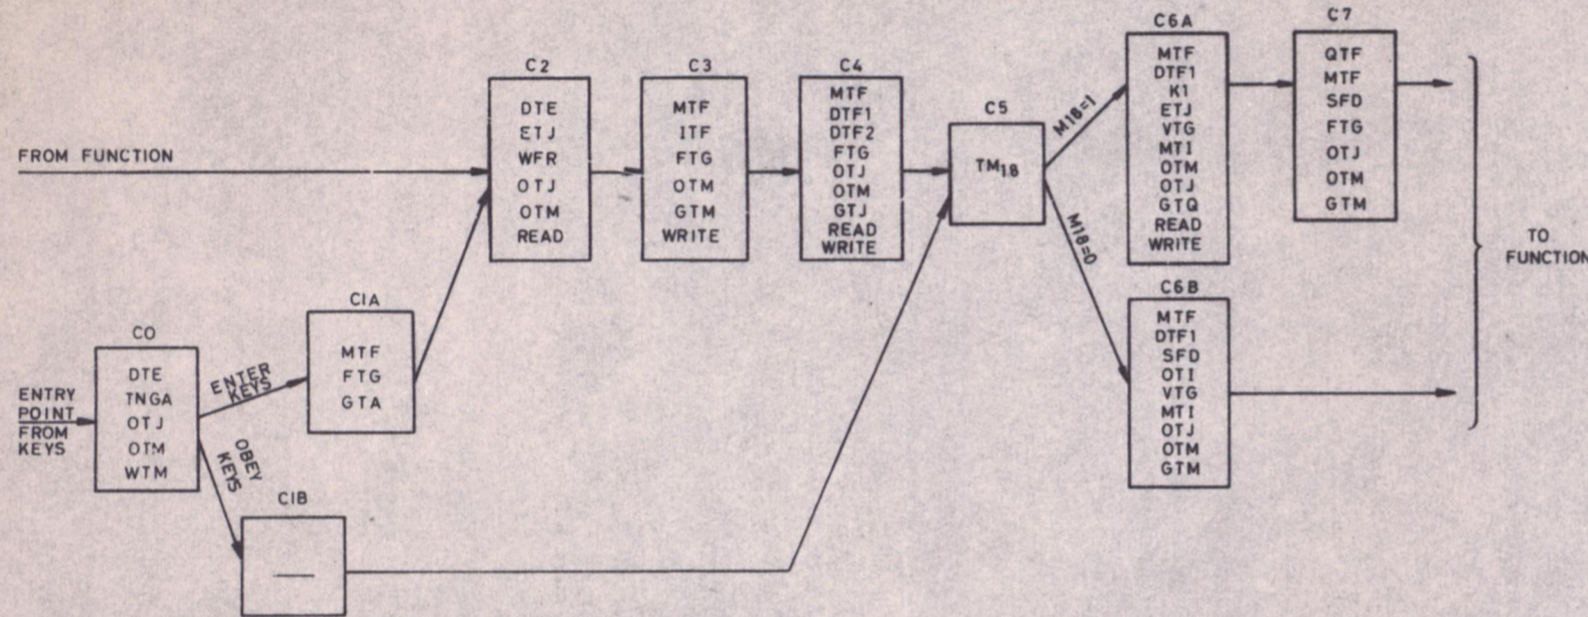 FROM FUNCTION
C2
DTE
ETJ
WFR
OTJ
OTM
READ
C3
MTF
ITF
FTG
OTM
GTM
WRITE
C4
MTF
DTF1
DTF2
FTG
OTJ
OTM
GTJ
READ
WRITE
C5
TM18
M18=1
M18=0
C6A
MTF
DTF1
K1
ETJ
VTG
MTI
OTM
OTJ
GTQ
READ
WRITE
C7
QTF
MTF
SFD
FTG
OTJ
OTM
GTM
C6B
MTF
DTF1
SFD
OTI
VTG
MTI
OTJ
OTM
GTM
TO
FUNCTION
ENTRY
POINT
FROM
KEYS
C0
DTE
TNGA
OTJ
OTM
WTM
ENTER
KEYS
OBEY
KEYS
C1A
MTF
FTG
GTA
C1B
—